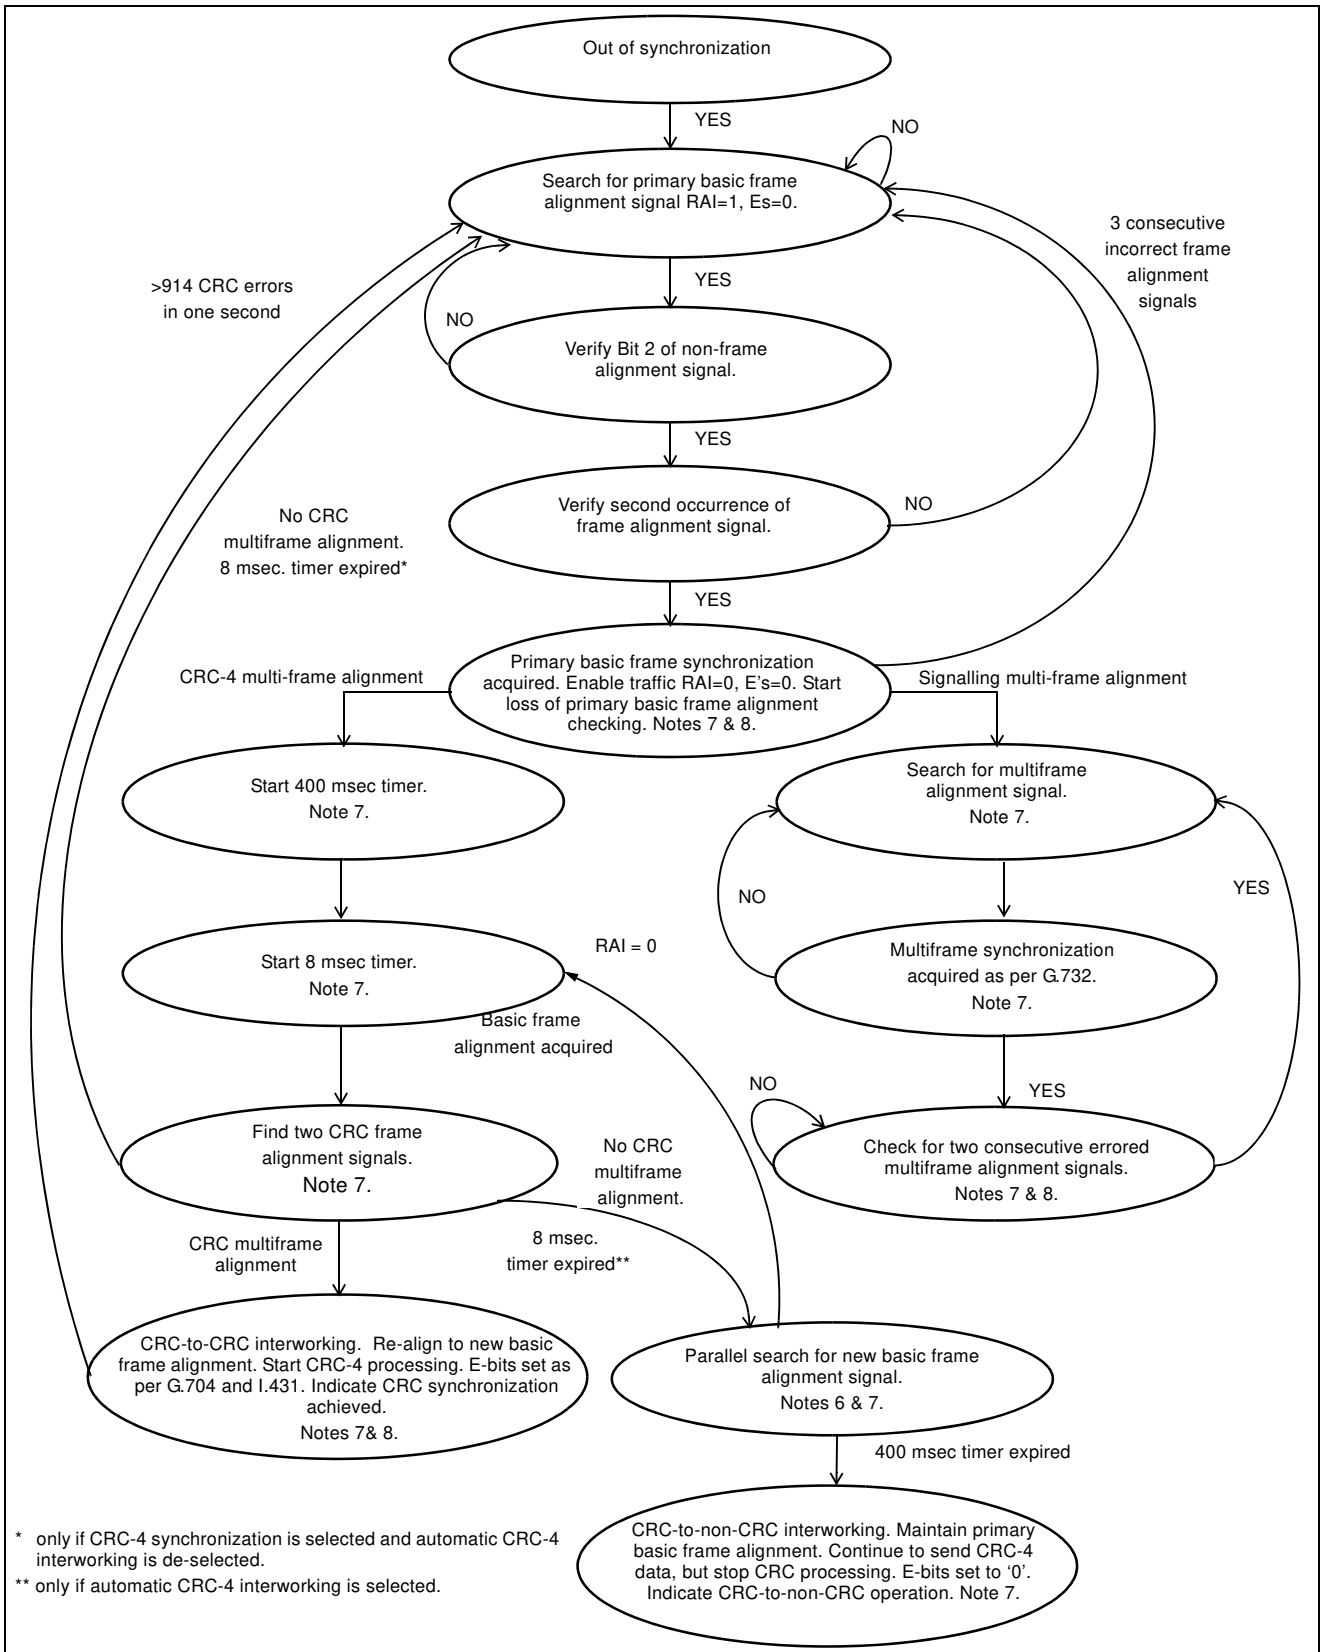 Out of synchronization
YES
NO
Search for primary basic frame
alignment signal RAI=1, Es=0.
3 consecutive
incorrect frame
alignment
signals
>914 CRC errors
in one second
YES
NO
Verify Bit 2 of non-frame
alignment signal.
YES
Verify second occurrence of
frame alignment signal.
NO
No CRC
multiframe alignment.
8 msec. timer expired*
YES
Primary basic frame synchronization
acquired. Enable traffic RAI=0, E's=0. Start
loss of primary basic frame alignment
checking. Notes 7 & 8.
CRC-4 multi-frame alignment
Signalling multi-frame alignment
Start 400 msec timer.
Note 7.
Search for multiframe
alignment signal.
Note 7.
NO
YES
Start 8 msec timer.
Note 7.
RAI = 0
Basic frame
alignment acquired
Multiframe synchronization
acquired as per G.732.
Note 7.
YES
NO
Find two CRC frame
alignment signals.
Note 7.
No CRC
multiframe
alignment.
8 msec.
timer expired**
Check for two consecutive errored
multiframe alignment signals.
Notes 7 & 8.
CRC multiframe
alignment
CRC-to-CRC interworking. Re-align to new basic
frame alignment. Start CRC-4 processing. E-bits set as
per G.704 and I.431. Indicate CRC synchronization
achieved.
Notes 7& 8.
Parallel search for new basic frame
alignment signal.
Notes 6 & 7.
400 msec timer expired
CRC-to-non-CRC interworking. Maintain primary
basic frame alignment. Continue to send CRC-4
data, but stop CRC processing. E-bits set to ‘0’.
Indicate CRC-to-non-CRC operation. Note 7.
* only if CRC-4 synchronization is selected and automatic CRC-4
interworking is de-selected.
** only if automatic CRC-4 interworking is selected.